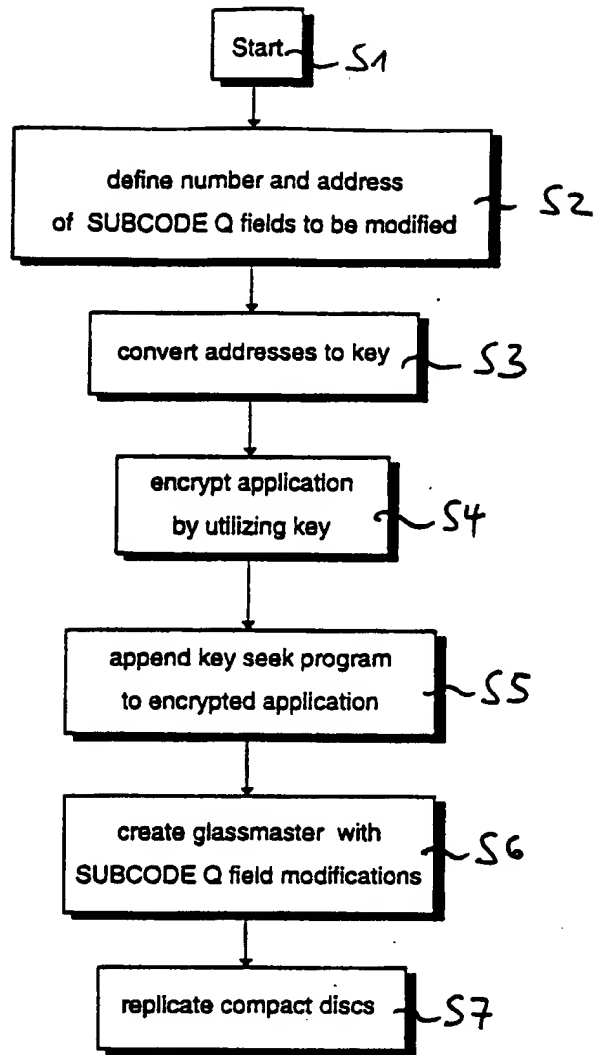 Start S1
define number and address
of SUBCODE Q fields to be modified S2
convert addresses to key S3
encrypt application
by utilizing key S4
append key seek program
to encrypted application S5
create glassmaster with
SUBCODE Q field modifications S6
replicate compact discs S7